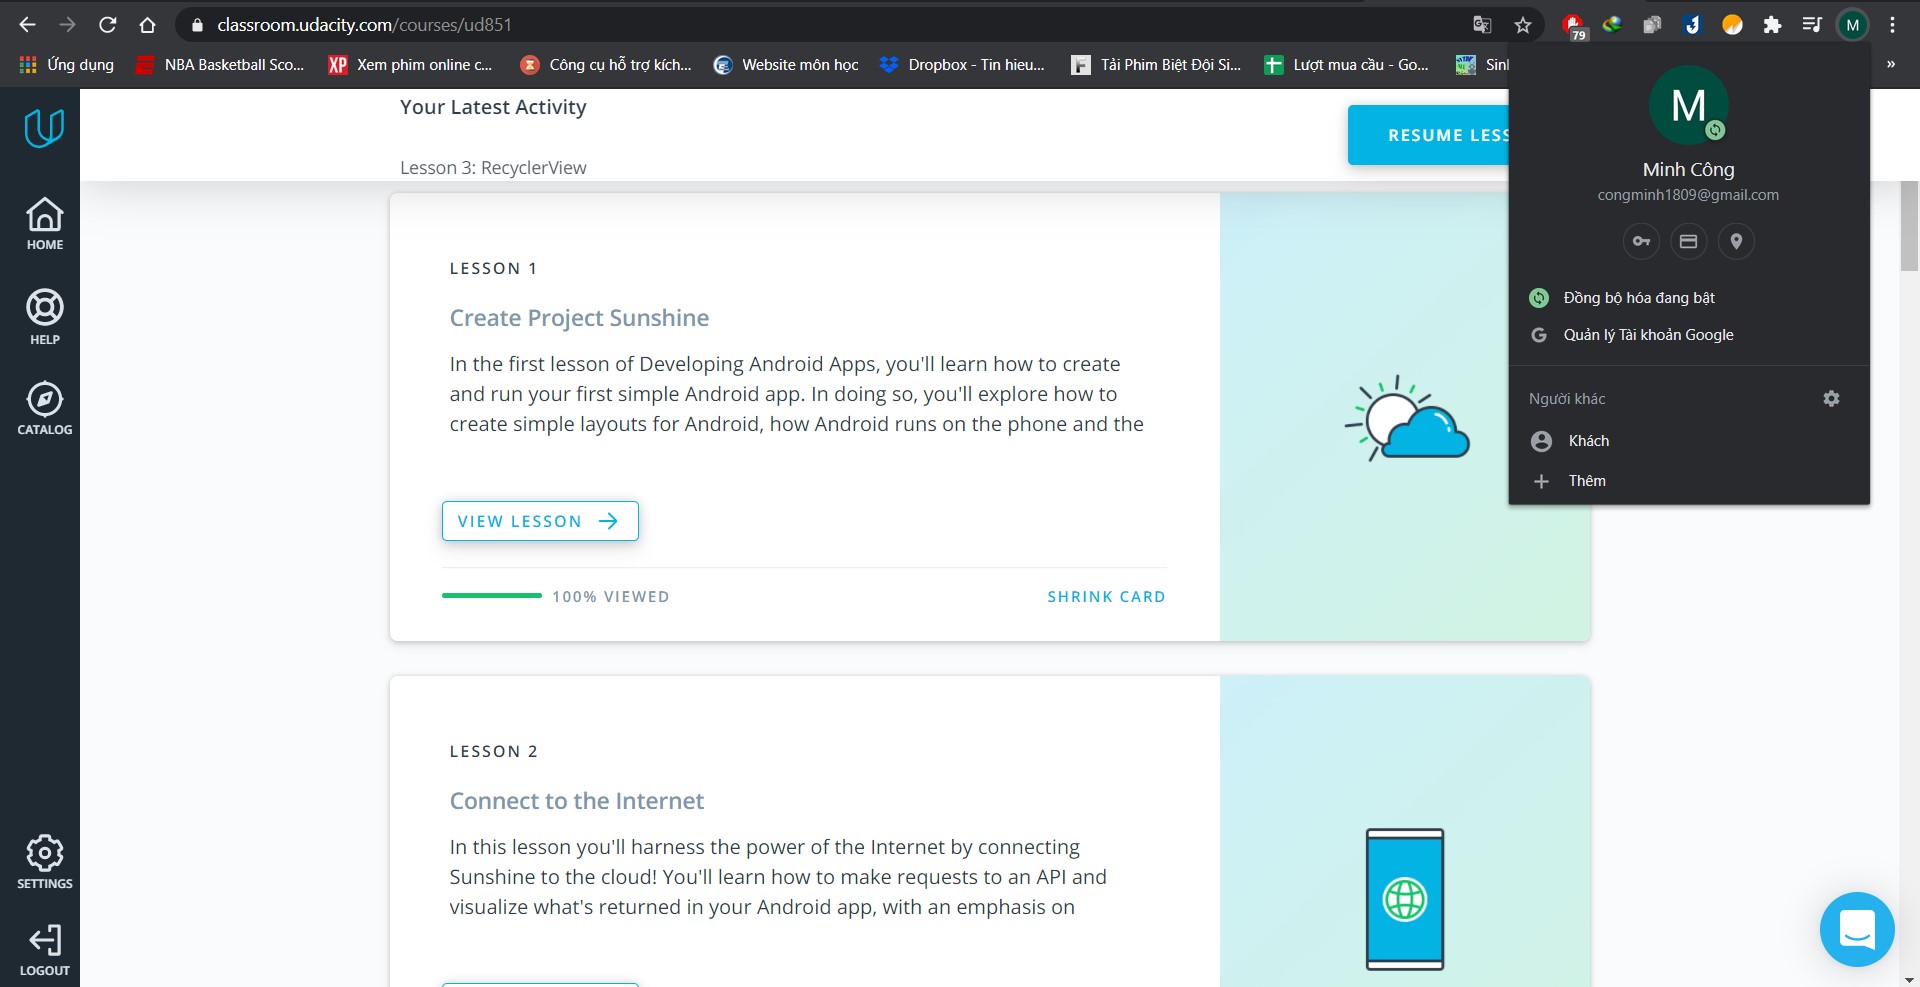 classroom.udacity.com/courses/ud851
79
M
Ứng dụng
NBA Basketball Sco...
XP
Xem phim online c...
Công cụ hỗ trợ kích...
Website môn học
Dropbox - Tin hieu...
F
Tải Phim Biệt Đội Si...
Lượt mua cầu - Go...
Sinl
»
HOME
HELP
CATALOG
SETTINGS
LOGOUT
Your Latest Activity
Lesson 3: RecyclerView
RESUME LESS
LESSON 1
Create Project Sunshine
In the first lesson of Developing Android Apps, you'll learn how to create
and run your first simple Android app. In doing so, you'll explore how to
create simple layouts for Android, how Android runs on the phone and the
VIEW LESSON
100% VIEWED
SHRINK CARD
LESSON 2
Connect to the Internet
In this lesson you'll harness the power of the Internet by connecting
Sunshine to the cloud! You'll learn how to make requests to an API and
visualize what's returned in your Android app, with an emphasis on
M
Minh Công
congminh1809@gmail.com
Đồng bộ hóa đang bật
G
Quản lý Tài khoản Google
Người khác
Khách
Thêm